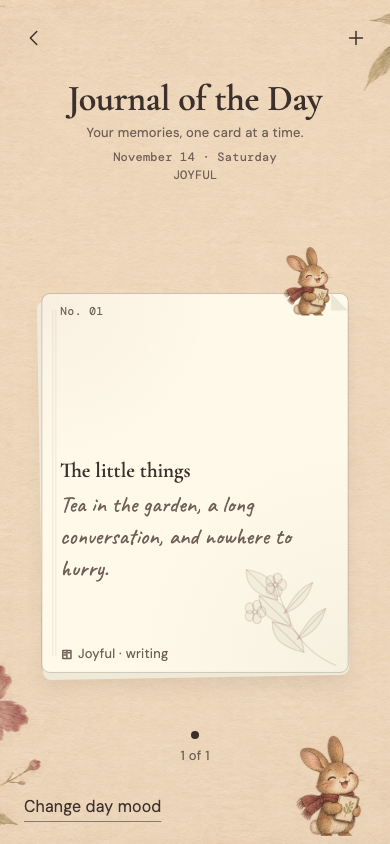 Journal of the Day
Your memories, one card at a time.
November 14 · Saturday
JOYFUL
No. 01
The little things
Tea in the garden, a long
conversation, and nowhere to
hurry.
Joyful · writing
1 of 1
Change day mood